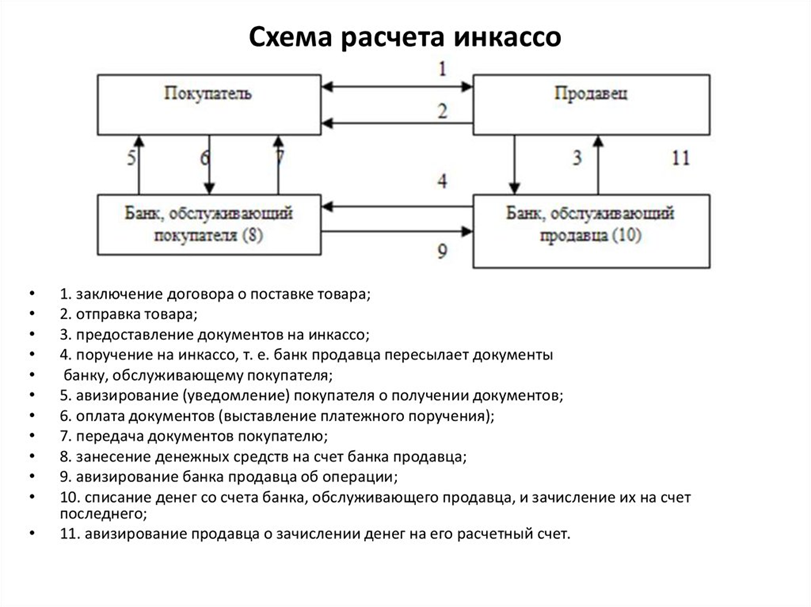 Схема расчета инкассо
1
Покупатель
Продавец
2
5 6 7 3 11
4
Банк, обслуживающий
покупателя (8)
Банк, обслуживающий
продавца (10)
9
• 1. заключение договора о поставке товара;
• 2. отправка товара;
• 3. предоставление документов на инкассо;
• 4. поручение на инкассо, т. е. банк продавца пересылает документы
• банку, обслуживающему покупателя;
• 5. авизирование (уведомление) покупателя о получении документов;
• 6. оплата документов (выставление платежного поручения);
• 7. передача документов покупателю;
• 8. занесение денежных средств на счет банка продавца;
• 9. авизирование банка продавца об операции;
• 10. списание денег со счета банка, обслуживающего продавца, и зачисление их на счет
последнего;
• 11. авизирование продавца о зачислении денег на его расчетный счет.